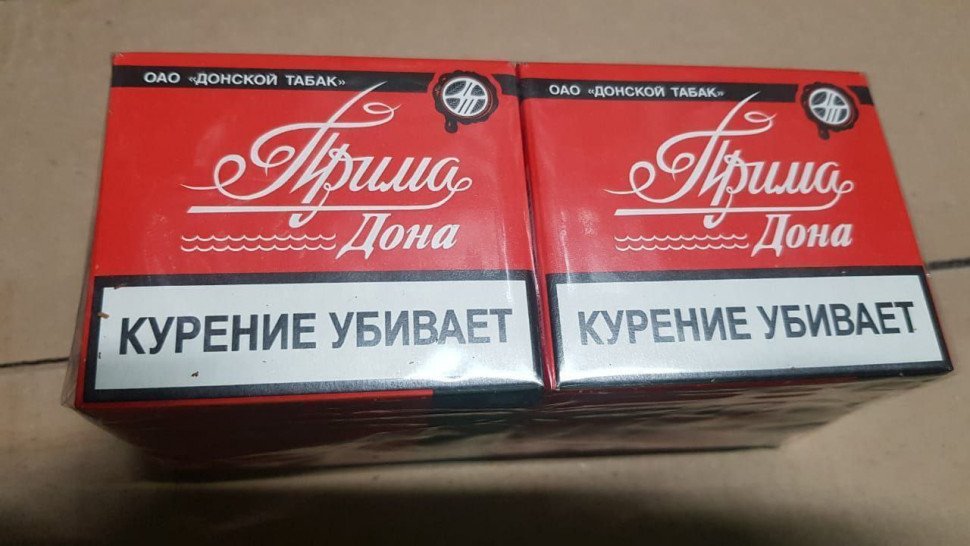 ОАО «ДОНСКОЙ ТАБАК»
Прима
Дона
КУРЕНИЕ УБИВАЕТ
ОАО «ДОНСКОЙ ТАБАК»
Прима
Дона
КУРЕНИЕ УБИВАЕТ